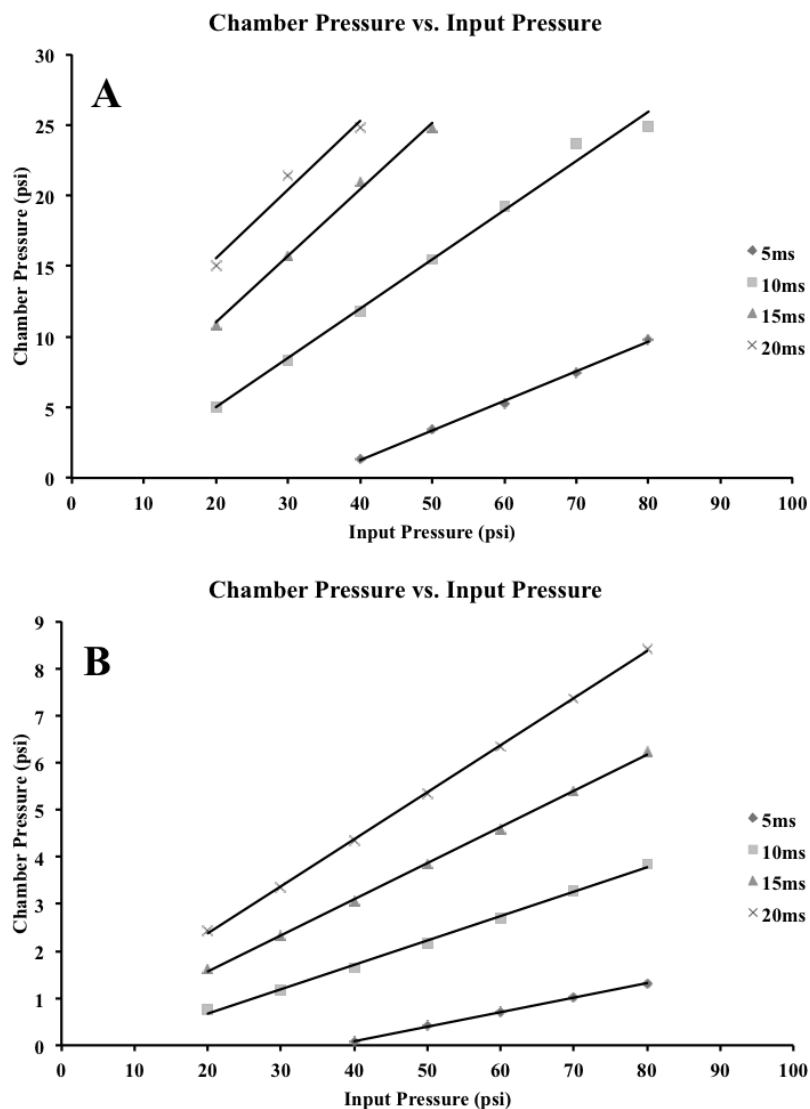 Chamber Pressure vs. Input Pressure
A
30
25
20
15
10
5
0
Chamber Pressure (psi)
0 10 20 30 40 50 60 70 80 90 100
Input Pressure (psi)
5ms
10ms
15ms
20ms
Chamber Pressure vs. Input Pressure
B
9
8
7
6
5
4
3
2
1
0
Chamber Pressure (psi)
0 10 20 30 40 50 60 70 80 90 100
Input Pressure (psi)
5ms
10ms
15ms
20ms